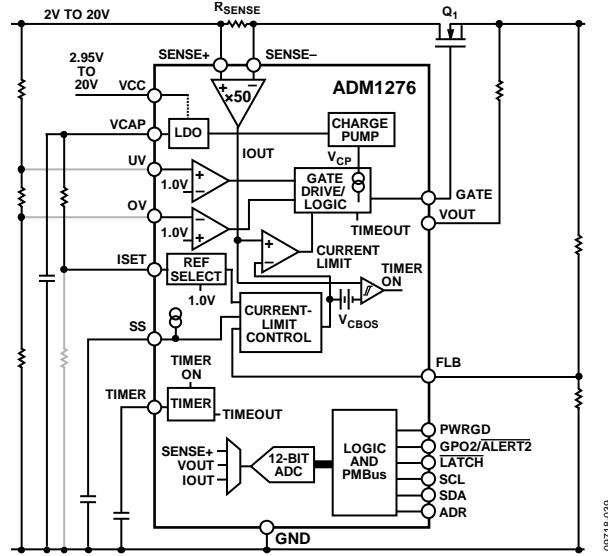 2V TO 20V
RSENSE
Q1
SENSE+
SENSE–
2.95V
TO
20V
VCC
ADM1276
+ –
×50
VCAP
LDO
CHARGE
PUMP
IOUT
VCP
UV
1.0V
+
–
GATE
DRIVE/
LOGIC
GATE
OV
1.0V
–
+
TIMEOUT
VOUT
+
–
CURRENT
LIMIT
ISET
REF
SELECT
1.0V
TIMER
ON
SS
CURRENT-
LIMIT
CONTROL
VCBOS
FLB
TIMER
ON
TIMER
TIMER
TIMEOUT
SENSE+
VOUT
IOUT
12-BIT
ADC
LOGIC
AND
PMBus
PWRGD
GPO2/ALERT2
LATCH
SCL
SDA
ADR
GND
09718-039